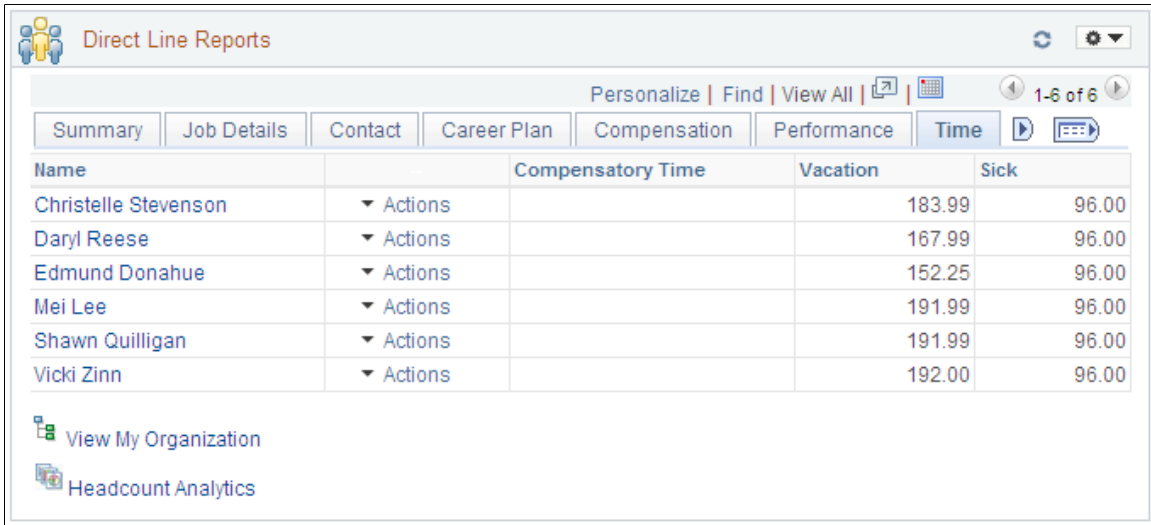 Direct Line Reports
Personalize | Find | View All | | 1-6 of 6
Summary Job Details Contact Career Plan Compensation Performance Time
Name Compensatory Time Vacation Sick
Christelle Stevenson Actions 183.99 96.00
Daryl Reese Actions 167.99 96.00
Edmund Donahue Actions 152.25 96.00
Mei Lee Actions 191.99 96.00
Shawn Quilligan Actions 191.99 96.00
Vicki Zinn Actions 192.00 96.00
View My Organization
Headcount Analytics